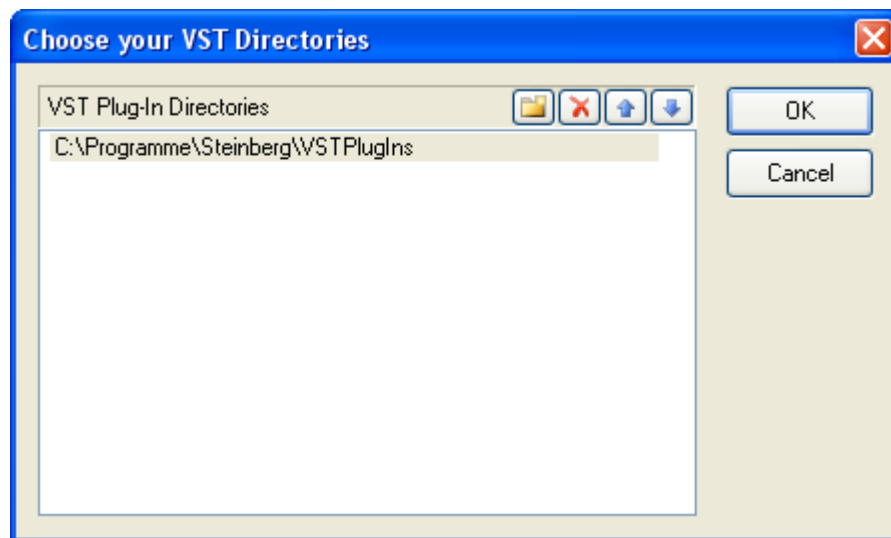 Choose your VST Directories
VST Plug-In Directories
OK
C:\Programme\Steinberg\VSTPlugIns
Cancel